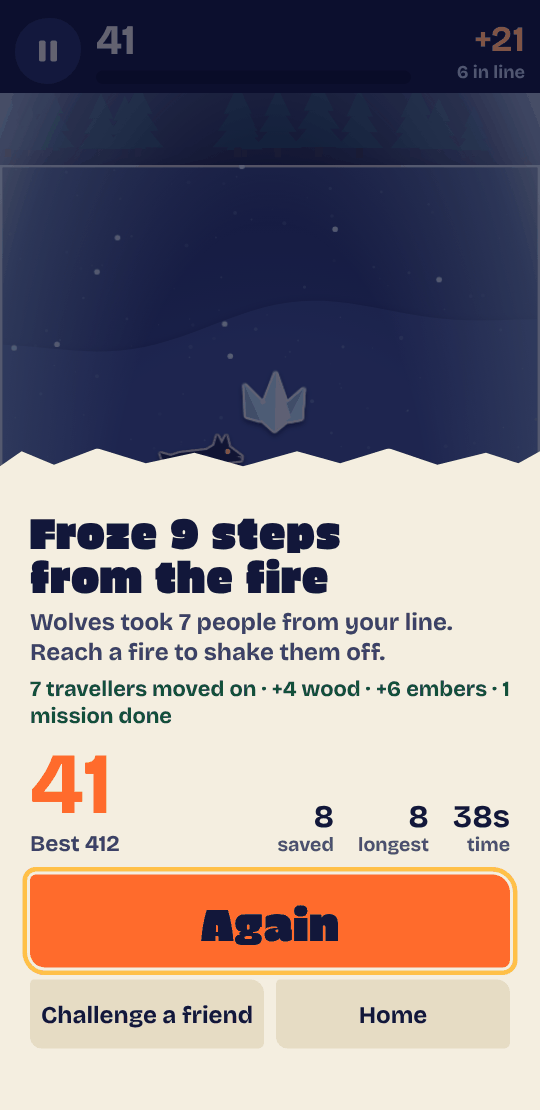 41
+21
6 in line
Froze 9 steps
from the fire
Wolves took 7 people from your line.
Reach a fire to shake them off.
7 travellers moved on · +4 wood · +6 embers · 1
mission done
41
Best 412
8
saved
8
longest
38s
time
Again
Challenge a friend
Home